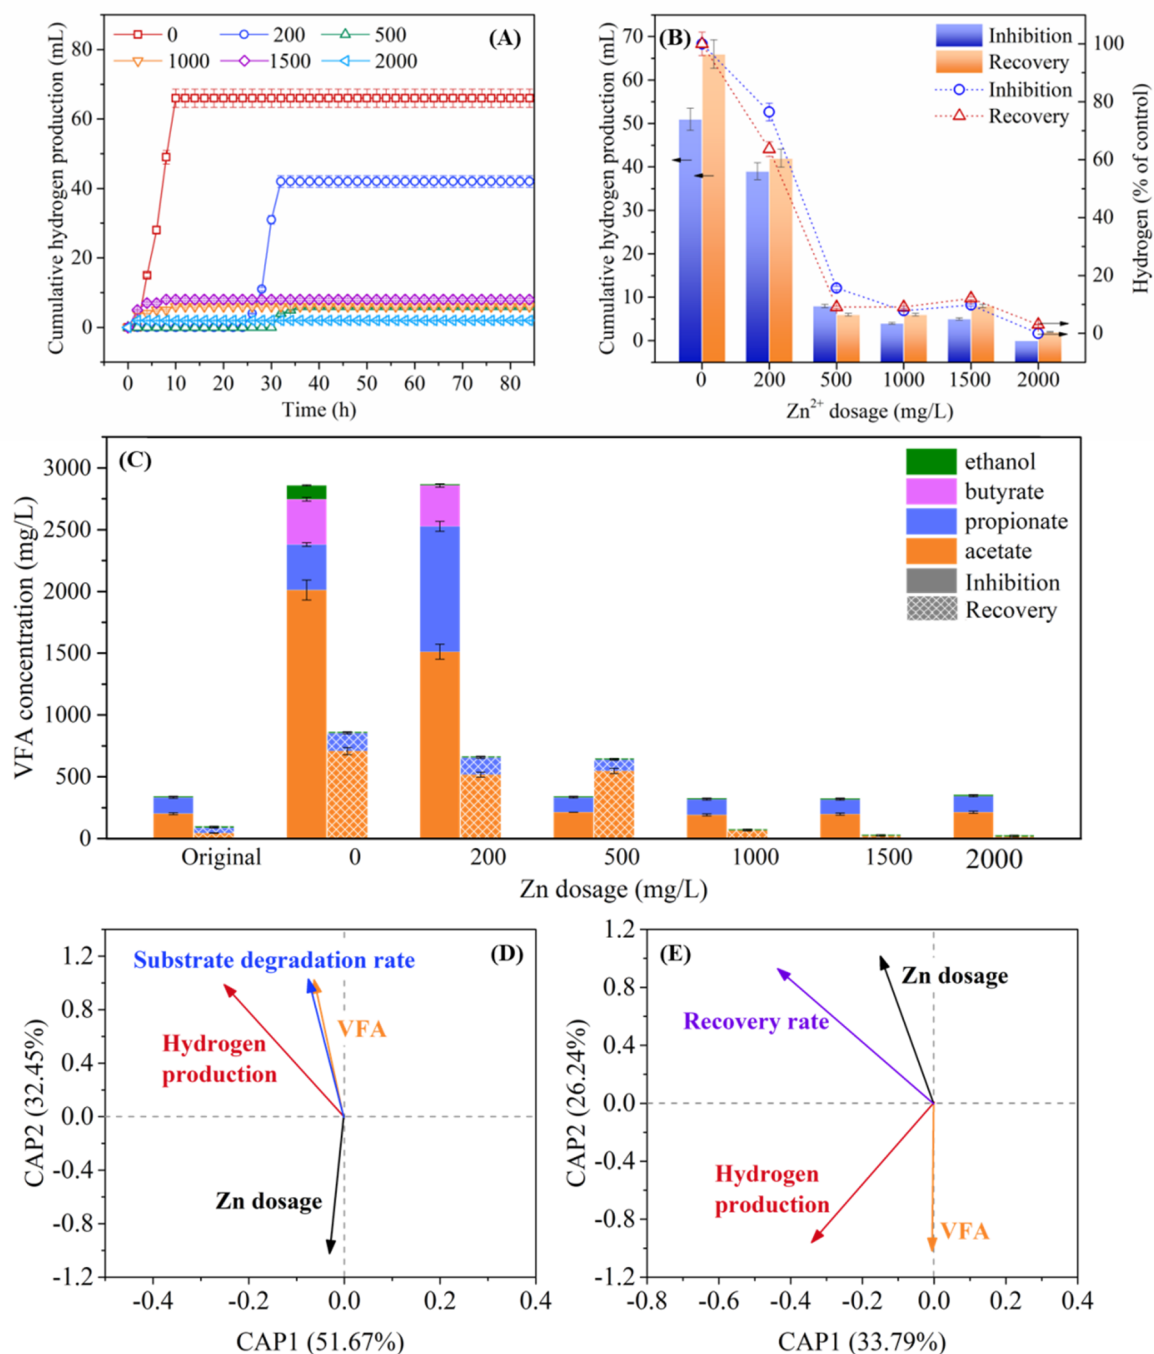 (A)
0 200 500
1000 1500 2000
Cumulative hydrogen production (mL)
80
60
40
20
0
0 10 20 30 40 50 60 70 80
Time (h)
(B)
Inhibition
Recovery
Inhibition
Recovery
Cumulative hydrogen production (mL)
70
60
50
40
30
20
10
0
0 200 500 1000 1500 2000
Zn²⁺ dosage (mg/L)
100
80
60
40
20
0
Hydrogen (% of control)
(C)
ethanol
butyrate
propionate
acetate
Inhibition
Recovery
VFA concentration (mg/L)
3000
2500
2000
1500
1000
500
0
Original 0 200 500 1000 1500 2000
Zn dosage (mg/L)
(D)
Substrate degradation rate
VFA
Hydrogen
production
Zn dosage
CAP2 (32.45%)
1.2
0.8
0.4
0.0
-0.4
-0.8
-1.2
-0.4 -0.2 0.0 0.2 0.4
CAP1 (51.67%)
(E)
Zn dosage
Recovery rate
Hydrogen
production
VFA
CAP2 (26.24%)
1.2
0.8
0.4
0.0
-0.4
-0.8
-1.2
-0.8 -0.6 -0.4 -0.2 0.0 0.2 0.4
CAP1 (33.79%)